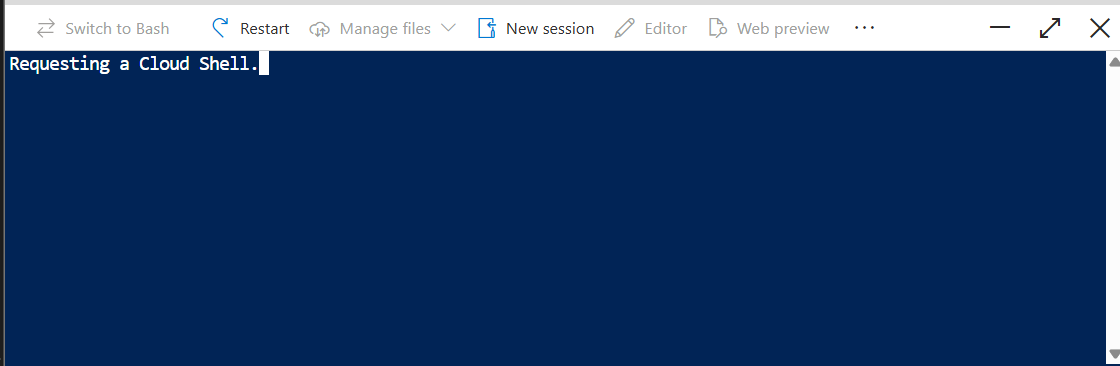 Switch to Bash Restart Manage files New session Editor Web preview ...
Requesting a Cloud Shell.